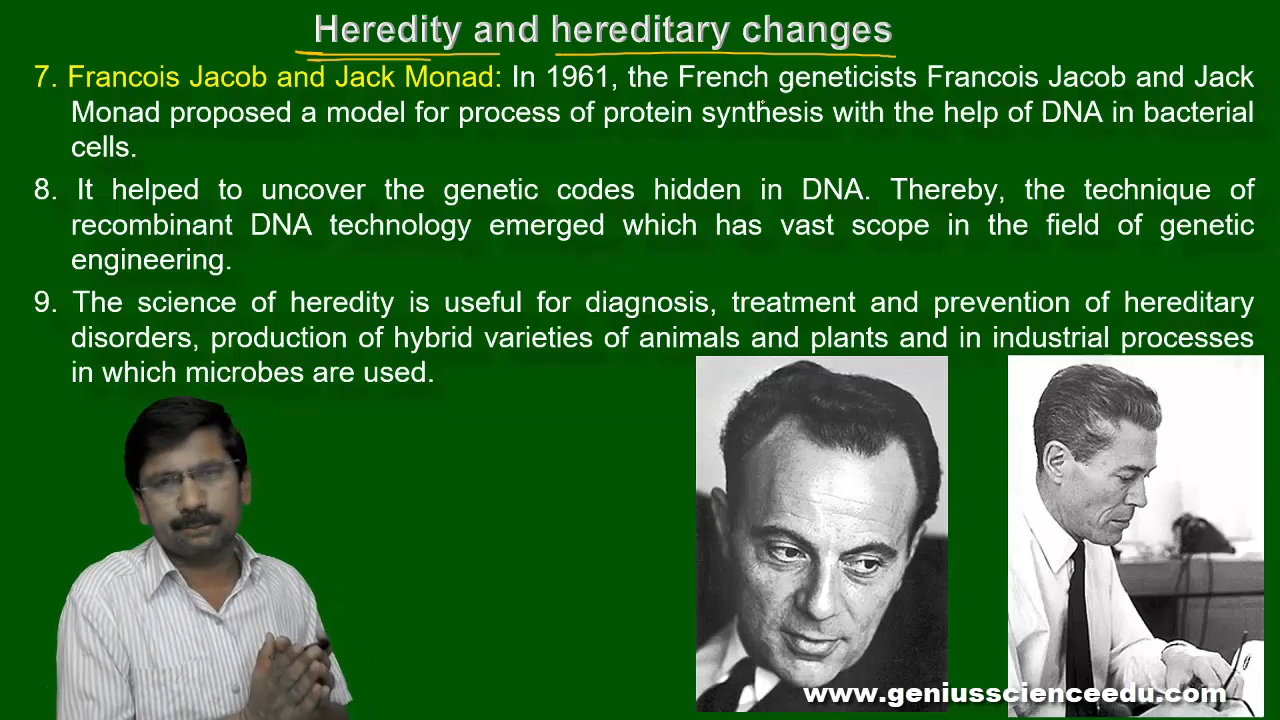 Heredity and hereditary changes
7. Francois Jacob and Jack Monad: In 1961, the French geneticists Francois Jacob and Jack
Monad proposed a model for process of protein synthesis with the help of DNA in bacterial
cells.
8. It helped to uncover the genetic codes hidden in DNA. Thereby, the technique of
recombinant DNA technology emerged which has vast scope in the field of genetic
engineering.
9. The science of heredity is useful for diagnosis, treatment and prevention of hereditary
disorders, production of hybrid varieties of animals and plants and in industrial processes
in which microbes are used.
www.geniusscienceedu.com